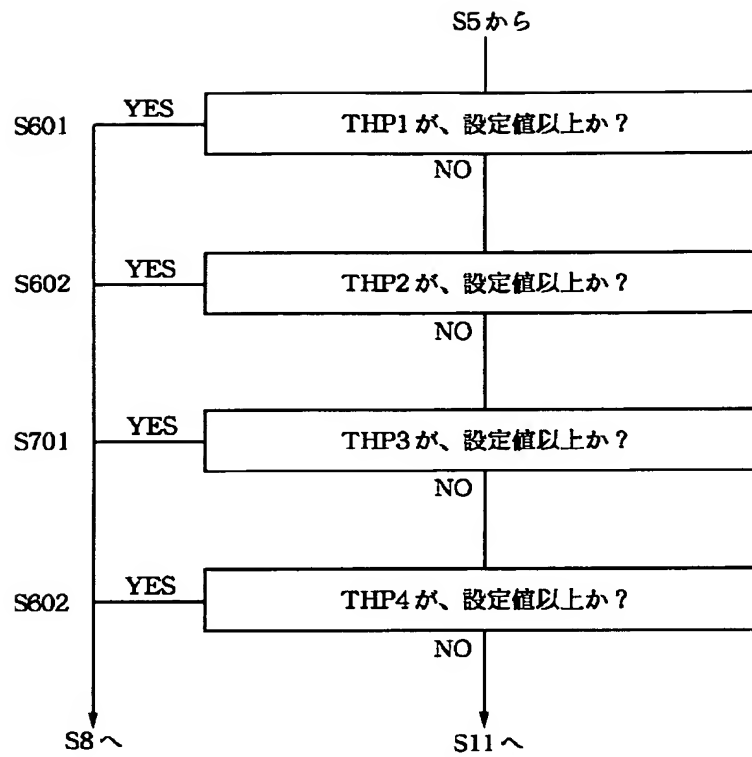 S5から
S601
YES
THP1が、設定値以上か？
NO
S602
YES
THP2が、設定値以上か？
NO
S701
YES
THP3が、設定値以上か？
NO
S602
YES
THP4が、設定値以上か？
NO
S8へ
S11へ